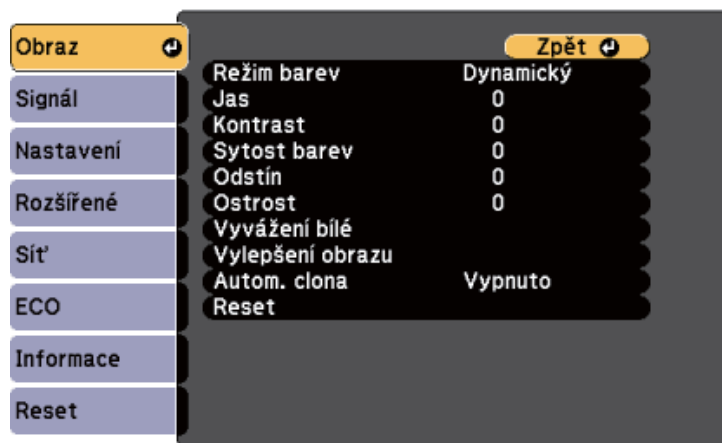 Obraz
Signál
Nastavení
Rozšířené
Síť
ECO
Informace
Reset
Zpět
Režim barev Dynamický
Jas 0
Kontrast 0
Sytost barev 0
Odstín 0
Ostrost 0
Vyvážení bílé
Vylepšení obrazu
Autom. clona Vypnuto
Reset